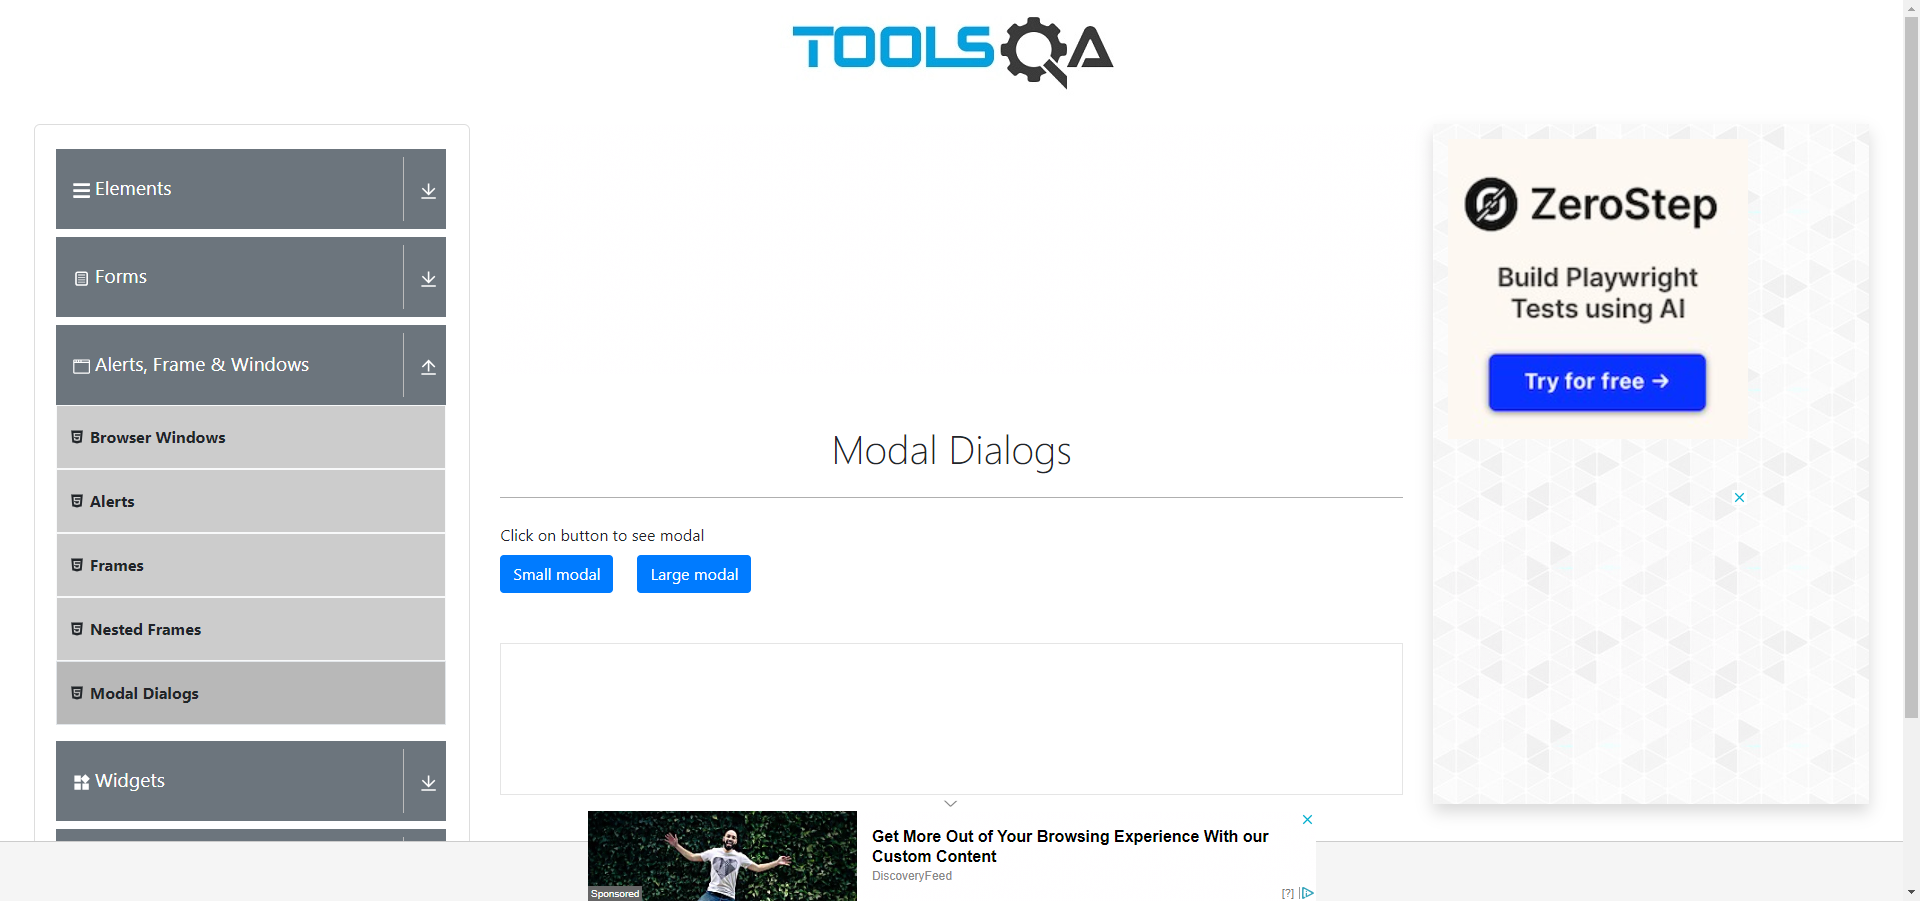 TOOLSQA
Elements
Forms
Alerts, Frame & Windows
Browser Windows
Alerts
Frames
Nested Frames
Modal Dialogs
Widgets
Modal Dialogs
Click on button to see modal
Small modal
Large modal
ZeroStep
Build Playwright
Tests using AI
Try for free →
Sponsored
Get More Out of Your Browsing Experience With our
Custom Content
DiscoveryFeed
[?]